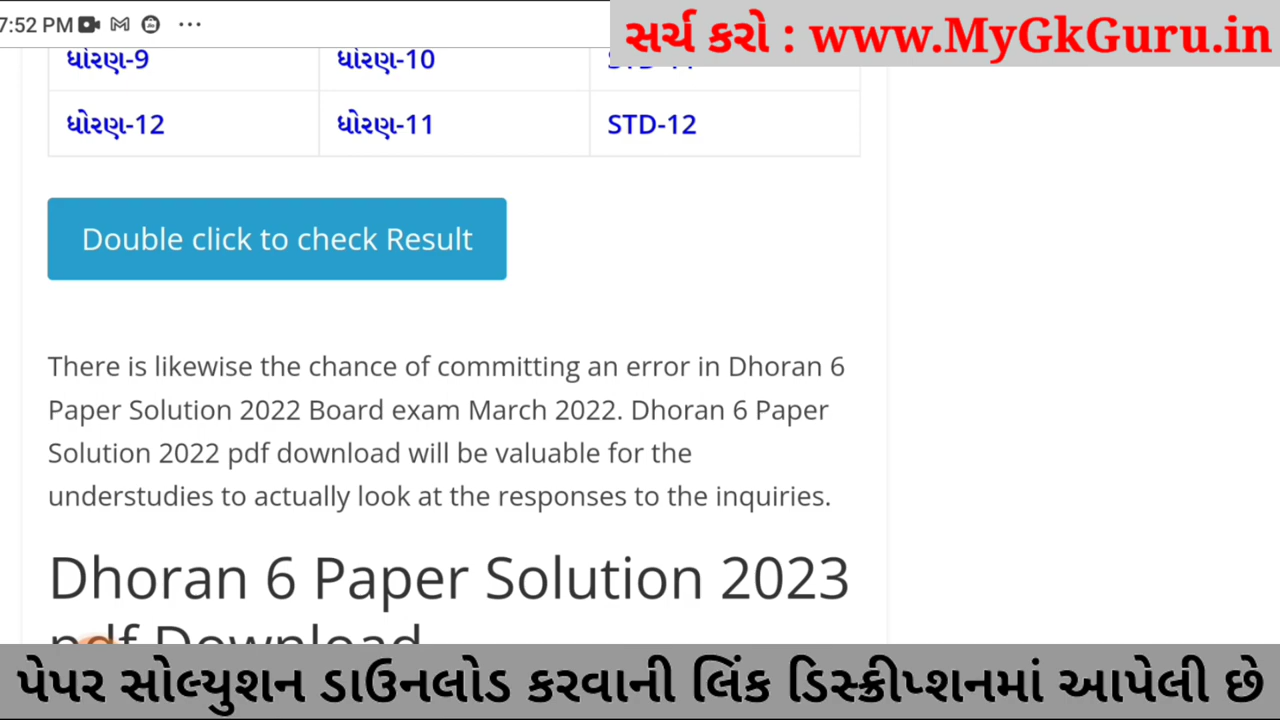 7:52 PM ...
સર્ચ કરો : www.MyGkGuru.in
ધોરણ-9 ધોરણ-10
ધોરણ-12 ધોરણ-11 STD-12
Double click to check Result
There is likewise the chance of committing an error in Dhoran 6
Paper Solution 2022 Board exam March 2022. Dhoran 6 Paper
Solution 2022 pdf download will be valuable for the
understudies to actually look at the responses to the inquiries.
Dhoran 6 Paper Solution 2023
pdf Download
પેપર સોલ્યુશન ડાઉનલોડ કરવાની લિંક ડિસ્ક્રીપ્શનમાં આપેલી છે